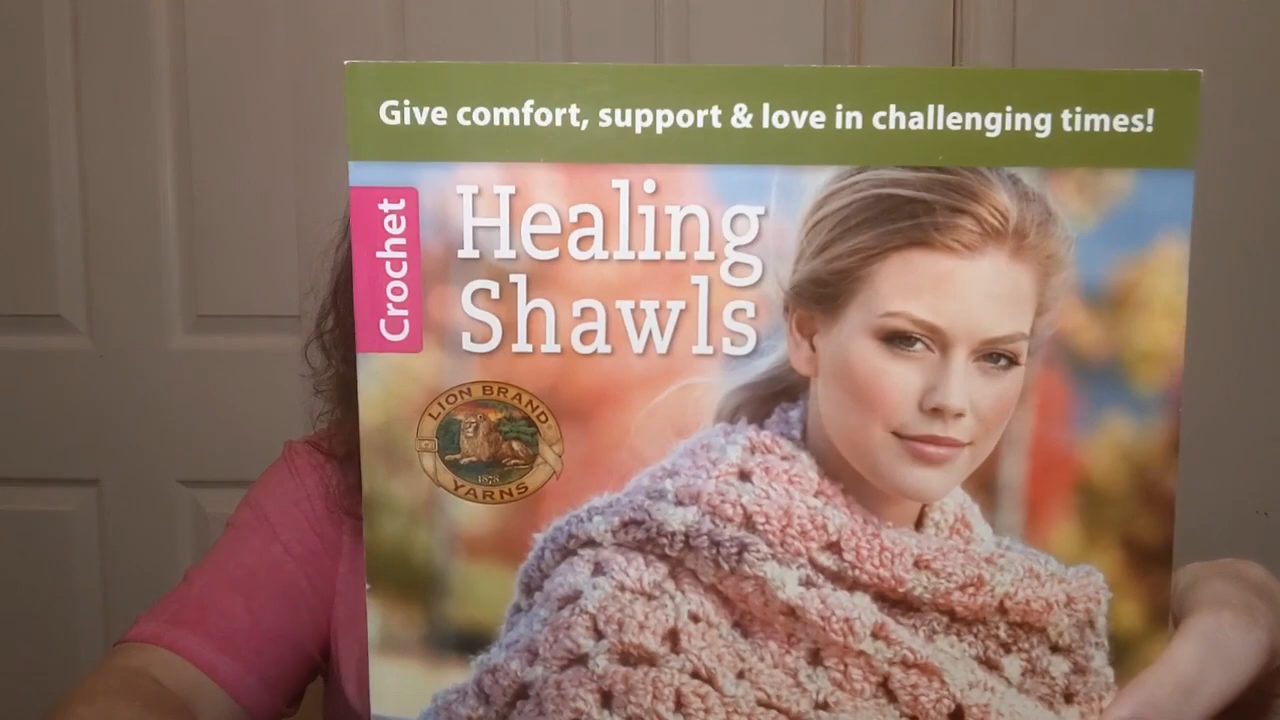 Give comfort, support & love in challenging times!
Crochet
Healing
Shawls
LION BRAND
1878
YARNS